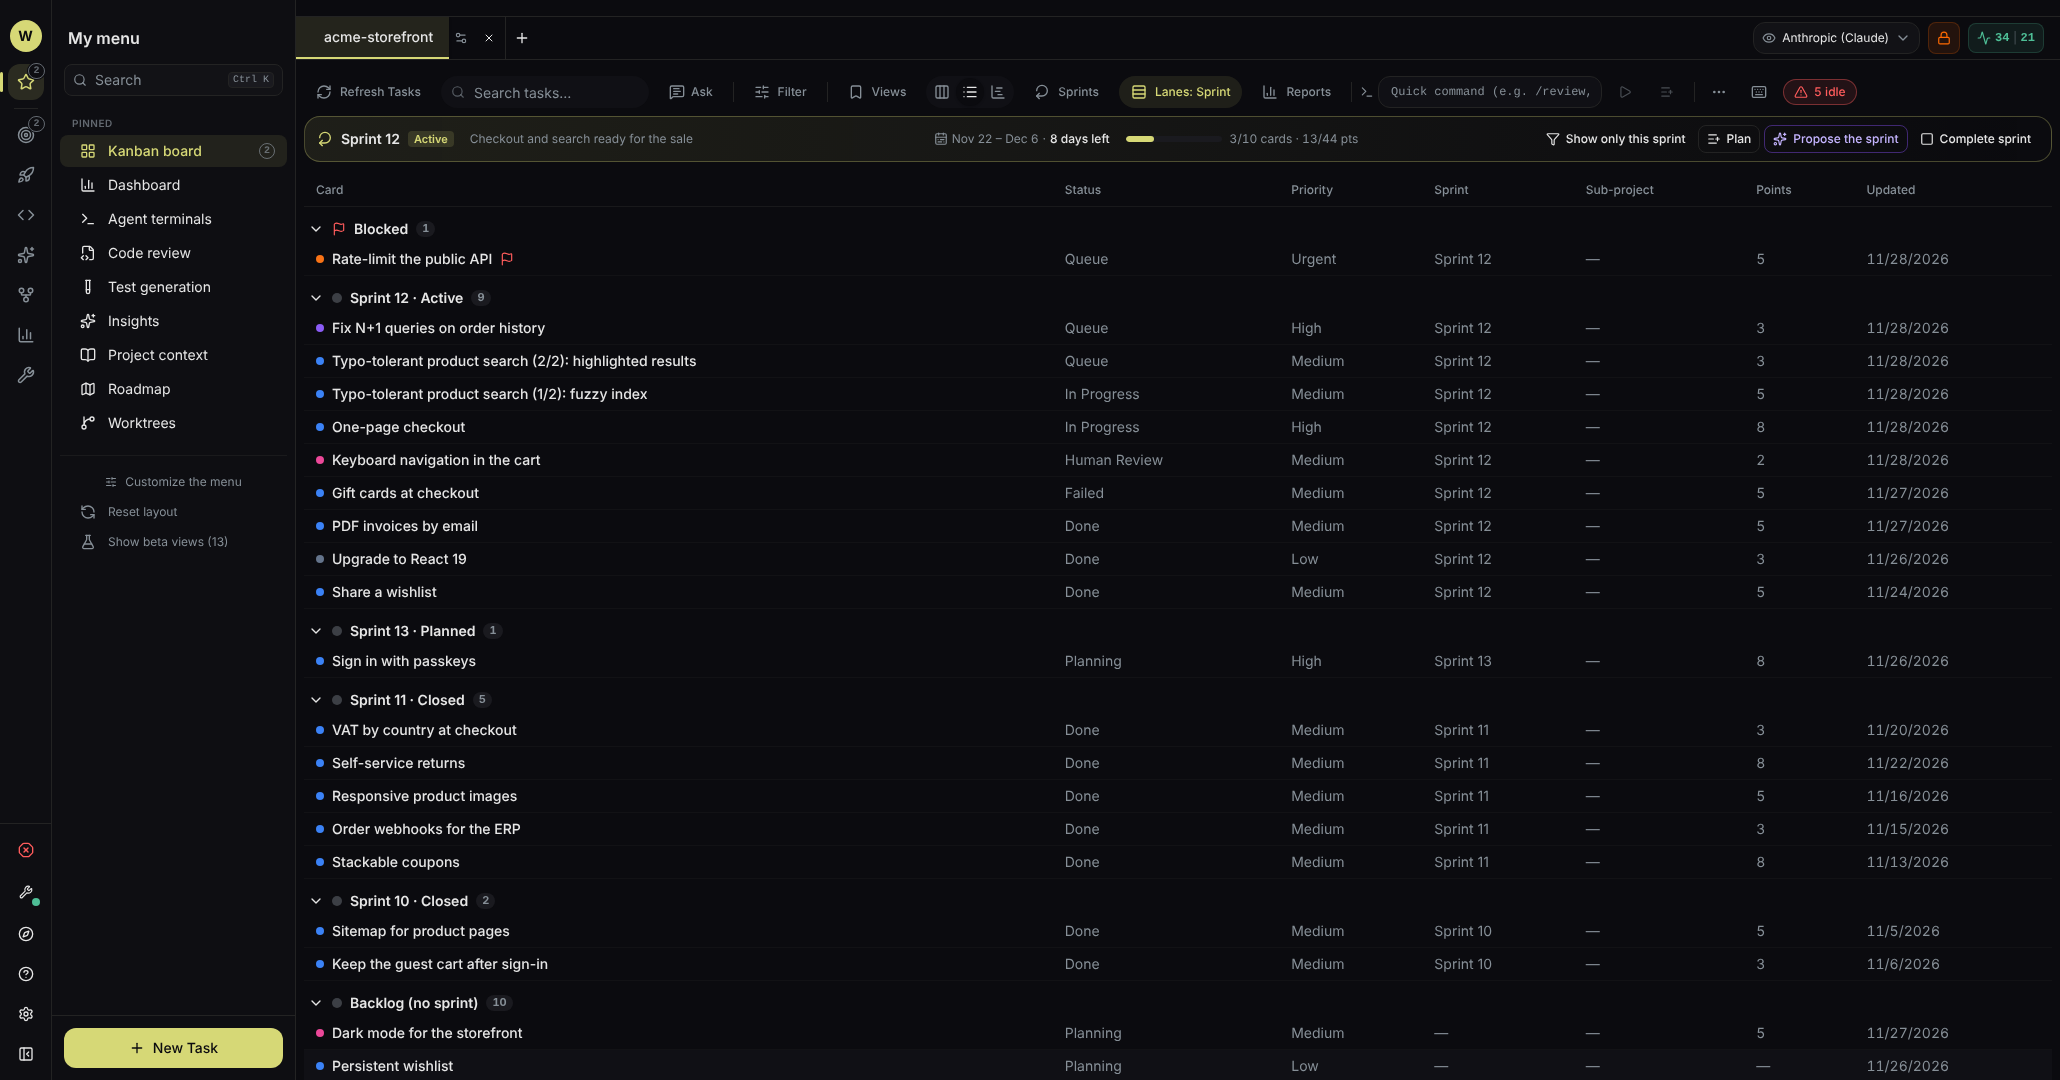 W
My menu
acme-storefront
Anthropic (Claude)
34 | 21
2
Search
Ctrl K
Refresh Tasks
Search tasks...
Ask
Filter
Views
Sprints
Lanes: Sprint
Reports
Quick command (e.g. /review,
5 idle
2
PINNED
Kanban board
2
Dashboard
Agent terminals
Code review
Test generation
Insights
Project context
Roadmap
Worktrees
Customize the menu
Reset layout
Show beta views (13)
New Task
Sprint 12 Active Checkout and search ready for the sale Nov 22 – Dec 6 · 8 days left 3/10 cards · 13/44 pts Show only this sprint Plan Propose the sprint Complete sprint
Card Status Priority Sprint Sub-project Points Updated
Blocked 1
Rate-limit the public API Queue Urgent Sprint 12 — 5 11/28/2026
Sprint 12 · Active 9
Fix N+1 queries on order history Queue High Sprint 12 — 3 11/28/2026
Typo-tolerant product search (2/2): highlighted results Queue Medium Sprint 12 — 3 11/28/2026
Typo-tolerant product search (1/2): fuzzy index In Progress Medium Sprint 12 — 5 11/28/2026
One-page checkout In Progress High Sprint 12 — 8 11/28/2026
Keyboard navigation in the cart Human Review Medium Sprint 12 — 2 11/28/2026
Gift cards at checkout Failed Medium Sprint 12 — 5 11/27/2026
PDF invoices by email Done Medium Sprint 12 — 5 11/27/2026
Upgrade to React 19 Done Low Sprint 12 — 3 11/26/2026
Share a wishlist Done Medium Sprint 12 — 5 11/24/2026
Sprint 13 · Planned 1
Sign in with passkeys Planning High Sprint 13 — 8 11/26/2026
Sprint 11 · Closed 5
VAT by country at checkout Done Medium Sprint 11 — 3 11/20/2026
Self-service returns Done Medium Sprint 11 — 8 11/22/2026
Responsive product images Done Medium Sprint 11 — 5 11/16/2026
Order webhooks for the ERP Done Medium Sprint 11 — 3 11/15/2026
Stackable coupons Done Medium Sprint 11 — 8 11/13/2026
Sprint 10 · Closed 2
Sitemap for product pages Done Medium Sprint 10 — 5 11/5/2026
Keep the guest cart after sign-in Done Medium Sprint 10 — 3 11/6/2026
Backlog (no sprint) 10
Dark mode for the storefront Planning Medium — — 5 11/27/2026
Persistent wishlist Planning Low — — — 11/26/2026